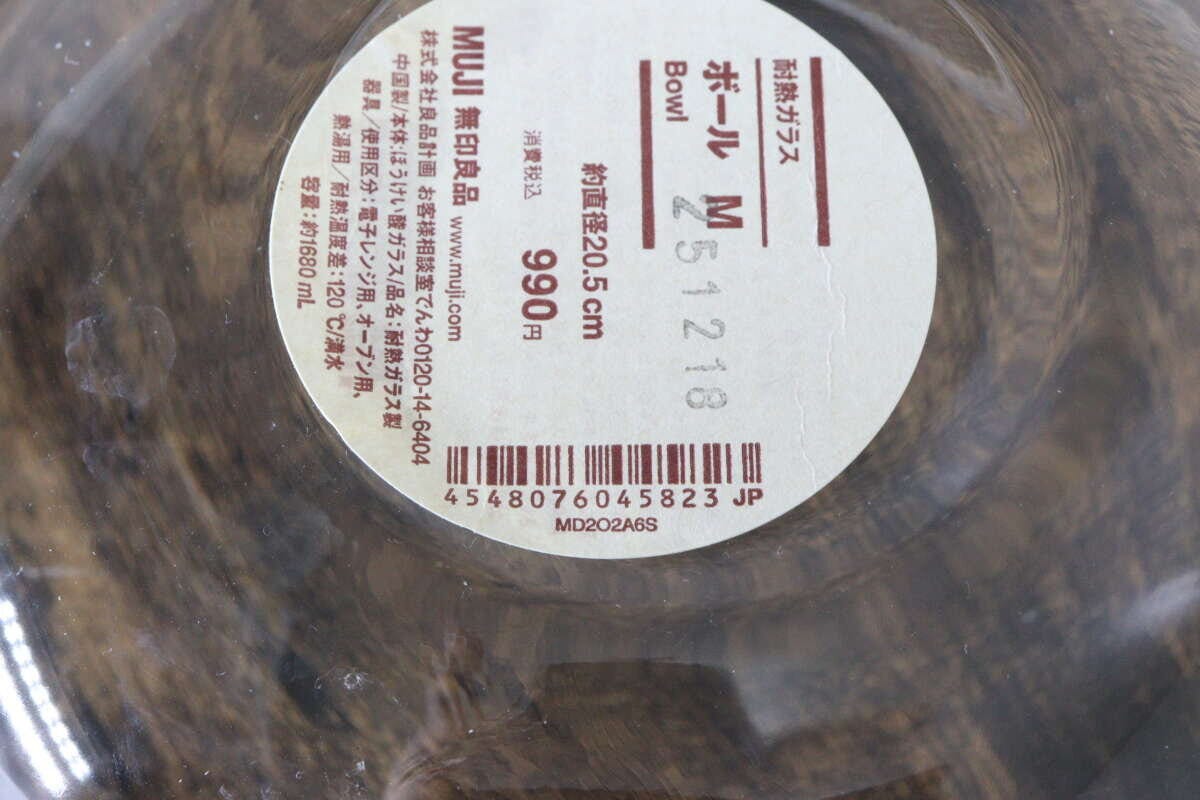 耐熱ガラス
ボール M
Bowl
251218
約直径20.5cm
消費税込 990円
MUJI 無印良品 www.muji.com
株式会社良品計画 お客様相談室でんわ0120-14-6404
中国製/本体:ほうけい酸ガラス/品名:耐熱ガラス製
器具/使用区分:電子レンジ用、オーブン用、
熱湯用/耐熱温度差:120℃/満水
容量:約1680mL
4548076045823 JP
MD202A6S